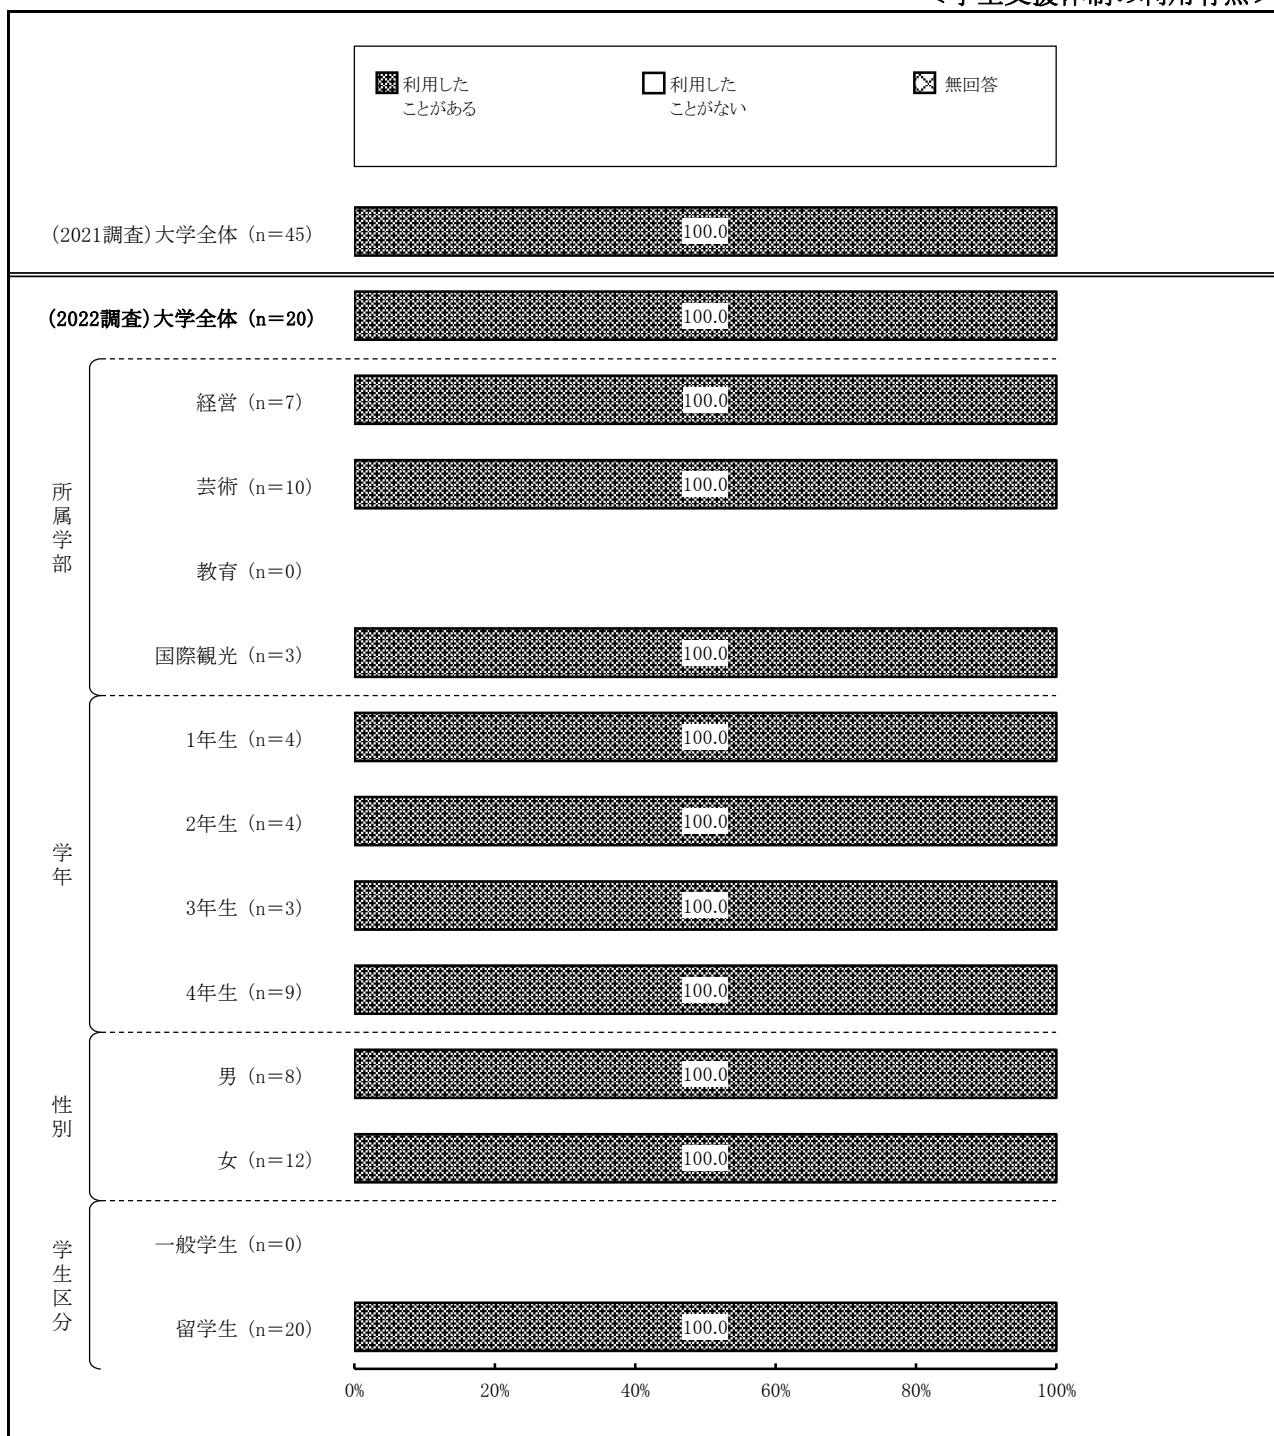 利用した
ことがある
利用した
ことがない
無回答
(2021調査)大学全体 (n=45)
100.0
(2022調査)大学全体 (n=20)
100.0
所属学部
経営 (n=7)
100.0
芸術 (n=10)
100.0
教育 (n=0)
国際観光 (n=3)
100.0
学年
1年生 (n=4)
100.0
2年生 (n=4)
100.0
3年生 (n=3)
100.0
4年生 (n=9)
100.0
性別
男 (n=8)
100.0
女 (n=12)
100.0
学生区分
一般学生 (n=0)
留学生 (n=20)
100.0
0% 20% 40% 60% 80% 100%